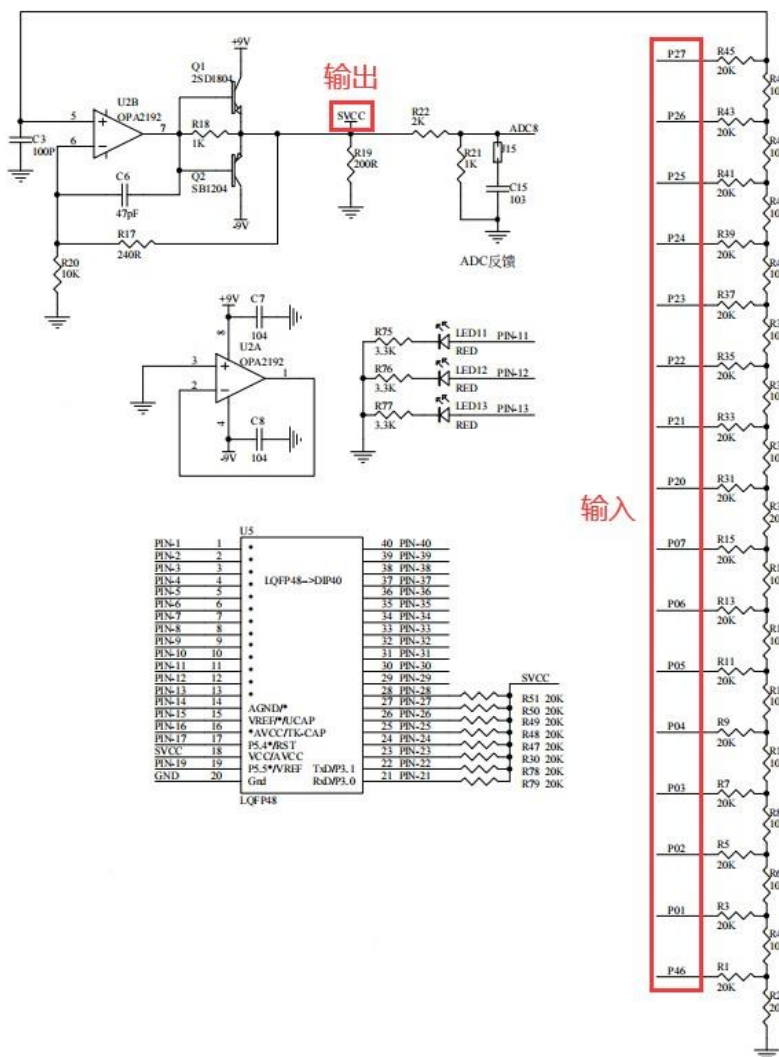 +9V
Q1
2SD1804
输出
U2B
OPA2192
5
6
7
+
−
R18
1K
SVCC
R22
2K
ADC8
C3
100P
Q2
SB1204
R19
200R
R21
1K
J15
C6
47pF
-9V
C15
103
R17
240R
R20
10K
ADC反馈
+9V
C7
104
8
U2A
OPA2192
3
2
1
+
−
4
C8
104
-9V
R75
3.3K
LED11
RED
PIN-11
R76
3.3K
LED12
RED
PIN-12
R77
3.3K
LED13
RED
PIN-13
输入
P27 R45 20K
P26 R43 20K
P25 R41 20K
P24 R39 20K
P23 R37 20K
P22 R35 20K
P21 R33 20K
P20 R31 20K
P07 R15 20K
P06 R13 20K
P05 R11 20K
P04 R9 20K
P03 R7 20K
P02 R5 20K
P01 R3 20K
P46 R1 20K
U5
LQFP48-->DIP40
PIN-1 1 40 PIN-40
PIN-2 2 39 PIN-39
PIN-3 3 38 PIN-38
PIN-4 4 37 PIN-37
PIN-5 5 36 PIN-36
PIN-6 6 35 PIN-35
PIN-7 7 34 PIN-34
PIN-8 8 33 PIN-33
PIN-9 9 32 PIN-32
PIN-10 10 31 PIN-31
PIN-11 11 30 PIN-30
PIN-12 12 29 PIN-29
PIN-13 13 28 PIN-28
PIN-14 14 AGND/* 27 PIN-27
PIN-15 15 VREF/*/UCAP 26 PIN-26
PIN-16 16 *AVCC/TK-CAP 25 PIN-25
PIN-17 17 P5.4*/RST 24 PIN-24
SVCC 18 VCC/AVCC 23 PIN-23
PIN-19 19 P5.5*/VREF TxD/P3.1 22 PIN-22
GND 20 Gnd RxD/P3.0 21 PIN-21
LQFP48
SVCC
R51 20K
R50 20K
R49 20K
R48 20K
R47 20K
R30 20K
R78 20K
R79 20K